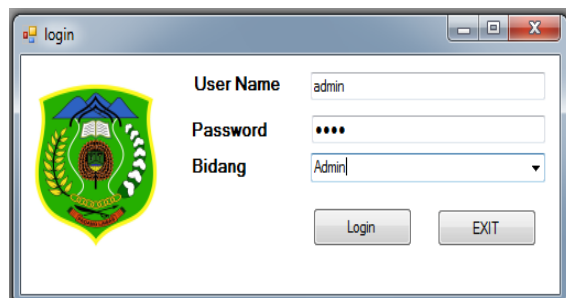 login
User Name admin
Password ••••
Bidang Admin
Login EXIT